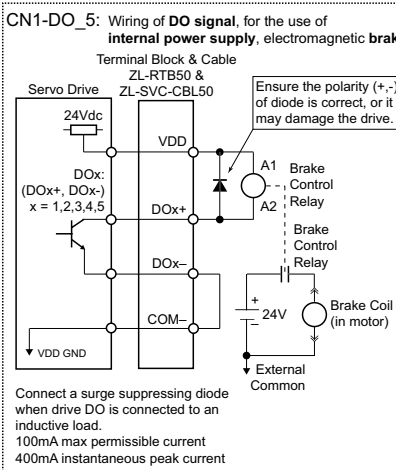 CN1-DO_5: Wiring of DO signal, for the use of
internal power supply, electromagnetic brak
Terminal Block & Cable
ZL-RTB50 &
ZL-SVC-CBL50
Servo Drive
Ensure the polarity (+,-)
of diode is correct, or it
may damage the drive.
24Vdc
VDD
DOx:
(DOx+, DOx-)
x = 1,2,3,4,5
DOx+
A1
A2
Brake
Control
Relay
Brake
Control
Relay
DOx–
COM–
+
24V
–
Brake Coil
(in motor)
VDD GND
External
Common
Connect a surge suppressing diode
when drive DO is connected to an
inductive load.
100mA max permissible current
400mA instantaneous peak current